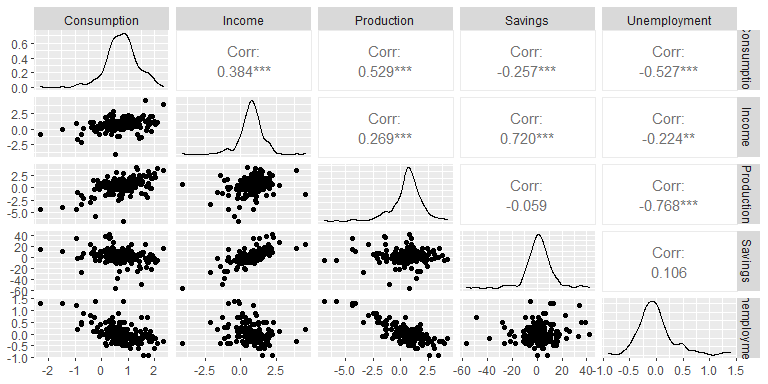 Consumption Income Production Savings Unemployment
0.6
0.4
0.2
0.0
Corr:
0.384***
Corr:
0.529***
Corr:
-0.257***
Corr:
-0.527***
2.5
0.0
-2.5
Corr:
0.269***
Corr:
0.720***
Corr:
-0.224**
Income
2.5
0.0
-2.5
-5.0
Corr:
-0.059
Corr:
-0.768***
Production
40
20
0
-20
-40
-60
Corr:
0.106
Savings
1.5
1.0
0.5
0.0
-0.5
-1.0
-2 -1 0 1 2 -2.5 0.0 2.5 -5.0 -2.5 0.0 2.5 -60 -40 -20 0 20 40 -1.0 -0.5 0.0 0.5 1.0 1.5